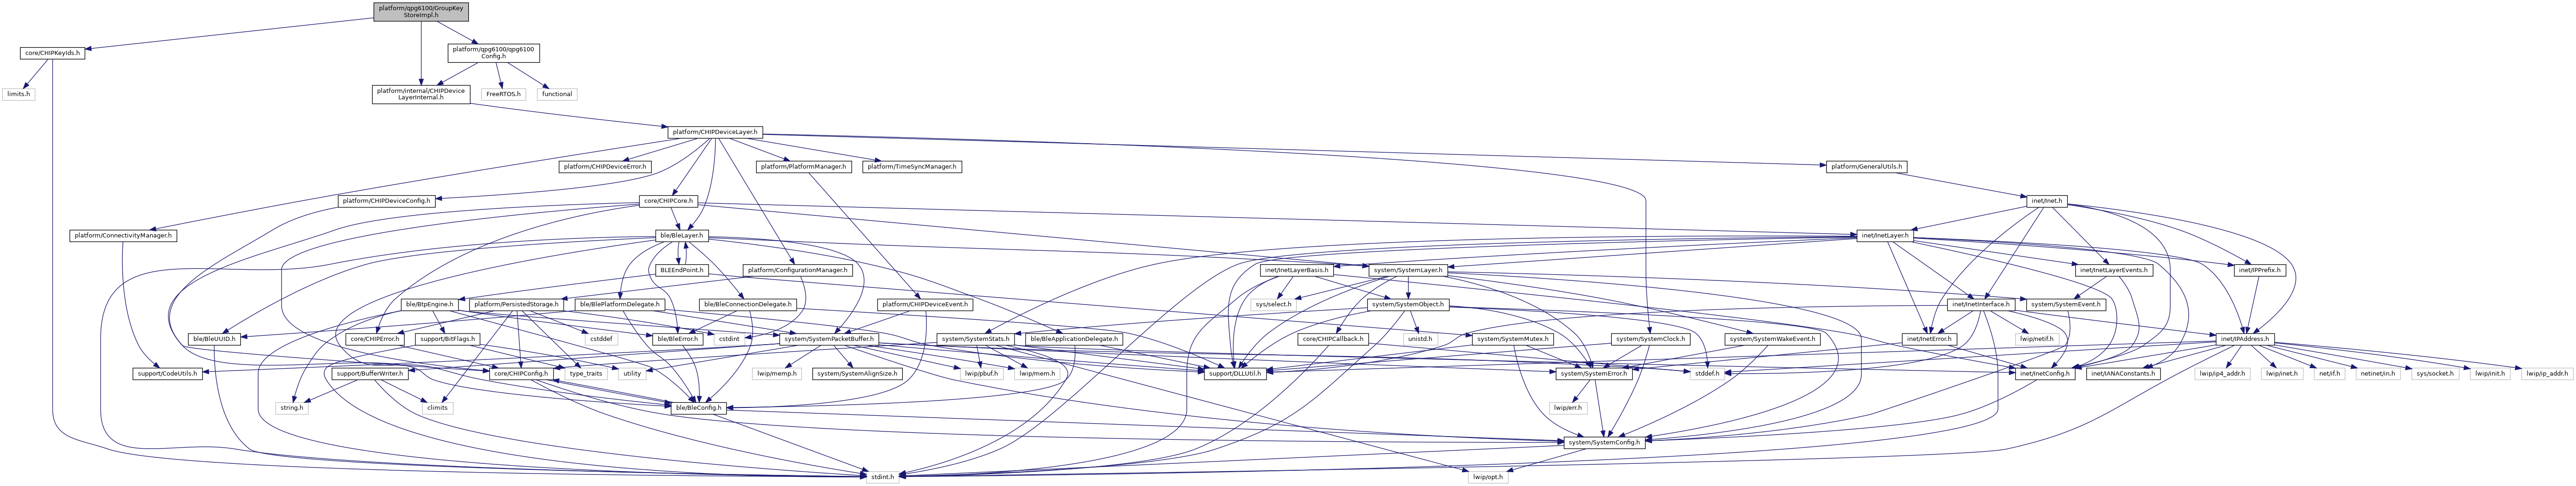 platform/qpg6100/GroupKey
StoreImpl.h
core/CHIPKeyIds.h
platform/qpg6100/qpg6100
Config.h
limits.h
platform/internal/CHIPDevice
LayerInternal.h
FreeRTOS.h
functional
platform/CHIPDeviceLayer.h
platform/CHIPDeviceError.h
platform/PlatformManager.h
platform/TimeSyncManager.h
platform/GeneralUtils.h
platform/CHIPDeviceConfig.h
core/CHIPCore.h
inet/Inet.h
platform/ConnectivityManager.h
ble/BleLayer.h
inet/InetLayer.h
BLEEndPoint.h
platform/ConfigurationManager.h
inet/InetLayerBasis.h
system/SystemLayer.h
inet/InetLayerEvents.h
inet/IPPrefix.h
ble/BtpEngine.h
platform/PersistedStorage.h
ble/BlePlatformDelegate.h
ble/BleConnectionDelegate.h
platform/CHIPDeviceEvent.h
sys/select.h
system/SystemObject.h
inet/InetInterface.h
system/SystemEvent.h
ble/BleUUID.h
core/CHIPError.h
support/BitFlags.h
cstddef
ble/BleError.h
cstdint
system/SystemPacketBuffer.h
system/SystemStats.h
ble/BleApplicationDelegate.h
core/CHIPCallback.h
unistd.h
system/SystemMutex.h
system/SystemClock.h
system/SystemWakeEvent.h
inet/InetError.h
lwip/netif.h
inet/IPAddress.h
support/CodeUtils.h
support/BufferWriter.h
core/CHIPConfig.h
type_traits
utility
lwip/memp.h
system/SystemAlignSize.h
lwip/pbuf.h
lwip/mem.h
support/DLLUtil.h
system/SystemError.h
stddef.h
inet/InetConfig.h
inet/IANAConstants.h
lwip/ip4_addr.h
lwip/inet.h
net/if.h
netinet/in.h
sys/socket.h
lwip/init.h
lwip/ip_addr.h
string.h
climits
ble/BleConfig.h
lwip/err.h
system/SystemConfig.h
stdint.h
lwip/opt.h